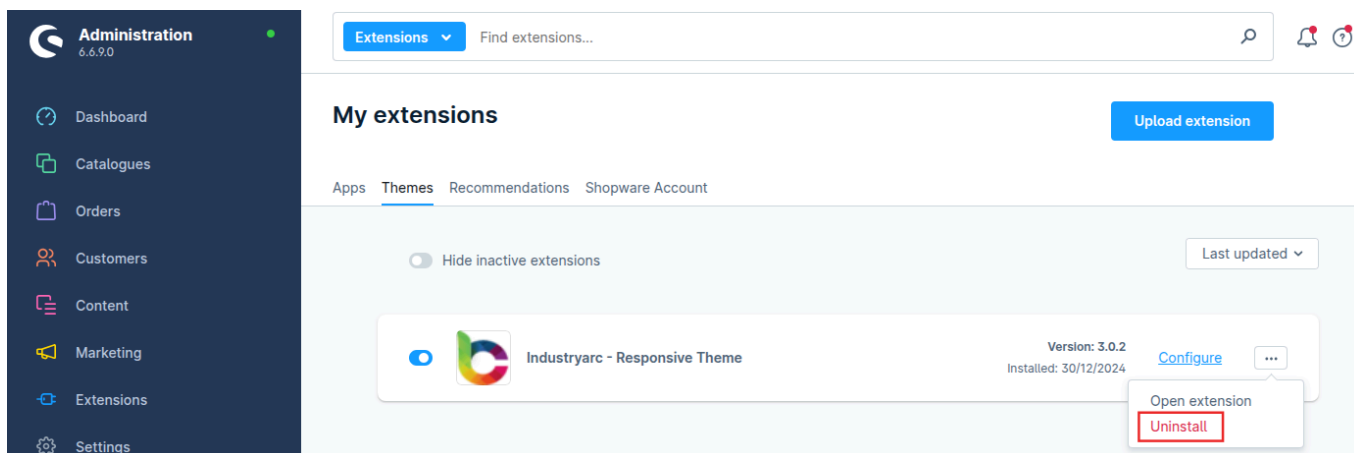 Administration
6.6.9.0
Dashboard
Catalogues
Orders
Customers
Content
Marketing
Extensions
Settings
Extensions
Find extensions...
My extensions
Upload extension
Apps Themes Recommendations Shopware Account
Hide inactive extensions
Last updated
Industryarc - Responsive Theme
Version: 3.0.2
Installed: 30/12/2024
Configure
Open extension
Uninstall